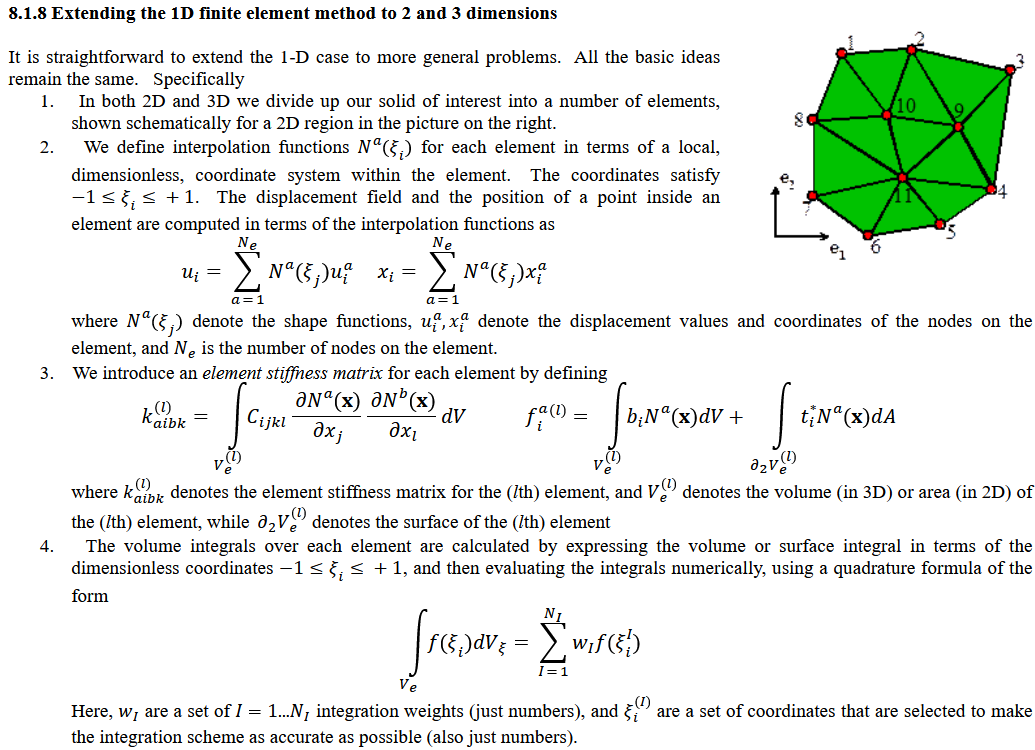 8.1.8 Extending the 1D finite element method to 2 and 3 dimensions
It is straightforward to extend the 1-D case to more general problems. All the basic ideas
remain the same. Specifically
1. In both 2D and 3D we divide up our solid of interest into a number of elements,
shown schematically for a 2D region in the picture on the right.
2. We define interpolation functions Nᵃ(ξᵢ) for each element in terms of a local,
dimensionless, coordinate system within the element. The coordinates satisfy
−1 ≤ ξᵢ ≤ +1. The displacement field and the position of a point inside an
element are computed in terms of the interpolation functions as
u_i = ∑_{a=1}^{N_e} N^a(ξ_j)u_i^a x_i = ∑_{a=1}^{N_e} N^a(ξ_j)x_i^a
where N^a(ξ_j) denote the shape functions, u_i^a, x_i^a denote the displacement values and coordinates of the nodes on the
element, and N_e is the number of nodes on the element.
3. We introduce an element stiffness matrix for each element by defining
k_{aibk}^{(l)} = ∫_{V_e^{(l)}} C_{ijkl} ∂N^a(x)/∂x_j ∂N^b(x)/∂x_l dV f_i^{a(l)} = ∫_{V_e^{(l)}} b_i N^a(x)dV + ∫_{∂_2V_e^{(l)}} t_i^* N^a(x)dA
where k_{aibk}^{(l)} denotes the element stiffness matrix for the (lth) element, and V_e^{(l)} denotes the volume (in 3D) or area (in 2D) of
the (lth) element, while ∂_2V_e^{(l)} denotes the surface of the (lth) element
4. The volume integrals over each element are calculated by expressing the volume or surface integral in terms of the
dimensionless coordinates −1 ≤ ξ_i ≤ +1, and then evaluating the integrals numerically, using a quadrature formula of the
form
∫_{V_e} f(ξ_i)dV_ξ = ∑_{I=1}^{N_I} w_I f(ξ_i^I)
Here, w_I are a set of I = 1...N_I integration weights (just numbers), and ξ_i^{(I)} are a set of coordinates that are selected to make
the integration scheme as accurate as possible (also just numbers).
1
2
3
10
9
8
e₂
4
11
7
5
6
e₁